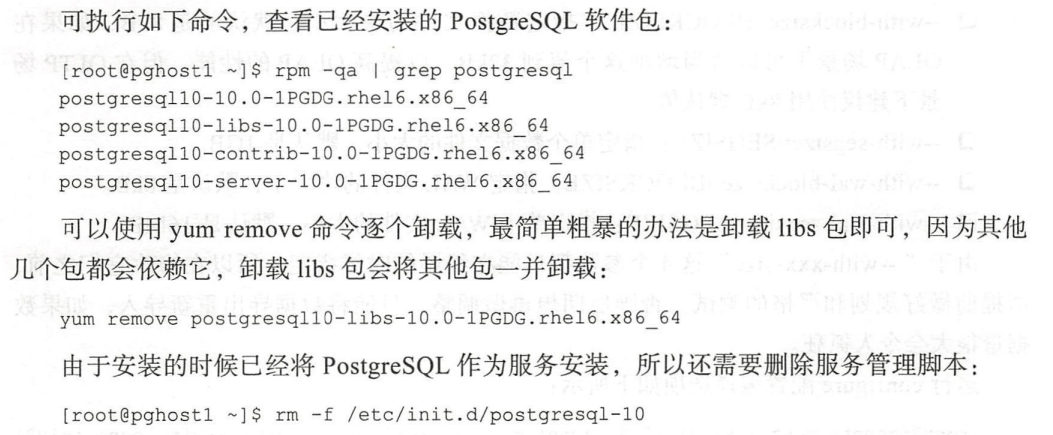 可执行如下命令，查看已经安装的 PostgreSQL 软件包：
[root@pghost1 ~]$ rpm -qa | grep postgresql
postgresql10-10.0-1PGDG.rhel6.x86_64
postgresql10-libs-10.0-1PGDG.rhel6.x86_64
postgresql10-contrib-10.0-1PGDG.rhel6.x86_64
postgresql10-server-10.0-1PGDG.rhel6.x86_64
可以使用 yum remove 命令逐个卸载，最简单粗暴的办法是卸载 libs 包即可，因为其他
几个包都会依赖它，卸载 libs 包会将其他包一并卸载：
yum remove postgresql10-libs-10.0-1PGDG.rhel6.x86_64
由于安装的时候已经将 PostgreSQL 作为服务安装，所以还需要删除服务管理脚本：
[root@pghost1 ~]$ rm -f /etc/init.d/postgresql-10